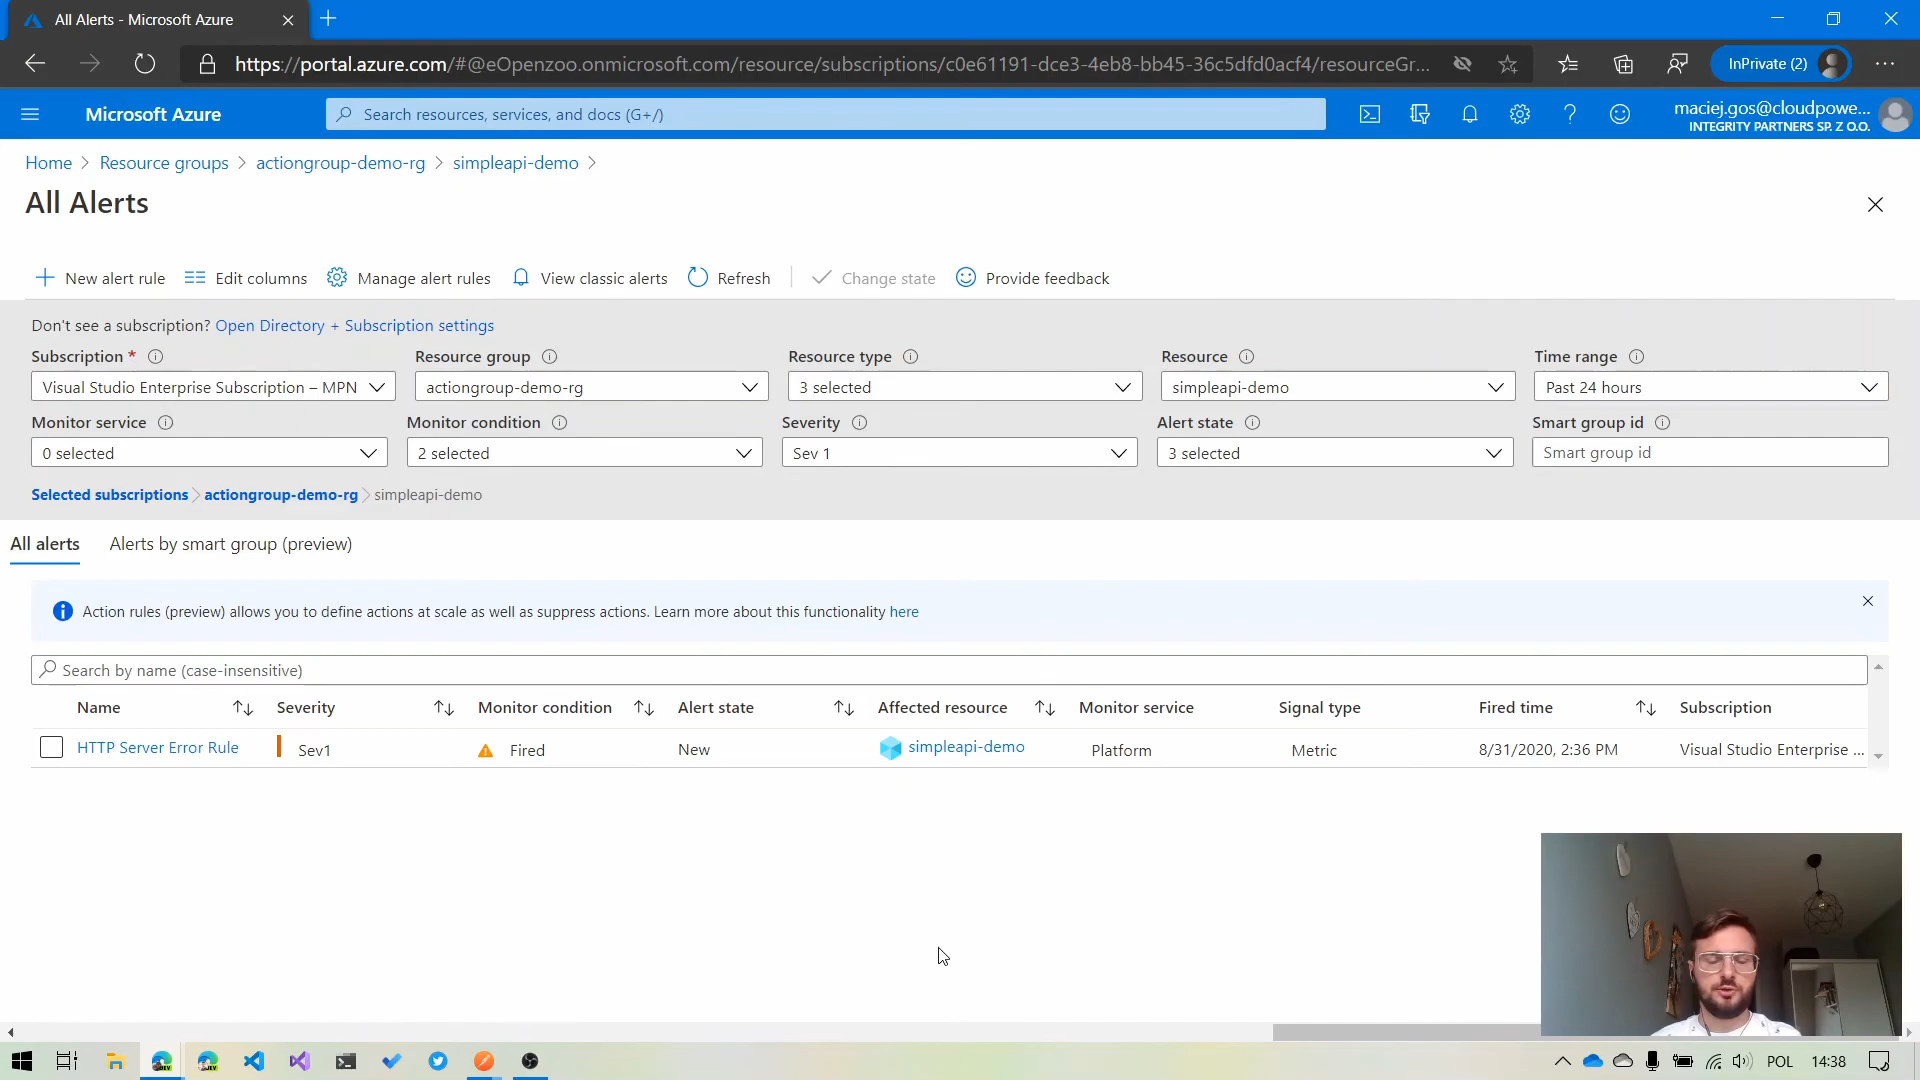 All Alerts - Microsoft Azure
https://portal.azure.com/#@eOpenzoo.onmicrosoft.com/resource/subscriptions/c0e61191-dce3-4eb8-bb45-36c5dfd0acf4/resourceGr...
InPrivate (2)
Microsoft Azure
Search resources, services, and docs (G+/)
maciej.gos@cloudpowe...
INTEGRITY PARTNERS SP. Z O.O.
Home > Resource groups > actiongroup-demo-rg > simpleapi-demo >
All Alerts
New alert rule Edit columns Manage alert rules View classic alerts Refresh Change state Provide feedback
Don't see a subscription? Open Directory + Subscription settings
Subscription * Resource group Resource type Resource Time range
Visual Studio Enterprise Subscription – MPN actiongroup-demo-rg 3 selected simpleapi-demo Past 24 hours
Monitor service Monitor condition Severity Alert state Smart group id
0 selected 2 selected Sev 1 3 selected Smart group id
Selected subscriptions > actiongroup-demo-rg > simpleapi-demo
All alerts Alerts by smart group (preview)
Action rules (preview) allows you to define actions at scale as well as suppress actions. Learn more about this functionality here
Search by name (case-insensitive)
Name Severity Monitor condition Alert state Affected resource Monitor service Signal type Fired time Subscription
HTTP Server Error Rule Sev1 Fired New simpleapi-demo Platform Metric 8/31/2020, 2:36 PM Visual Studio Enterprise ...
POL 14:38